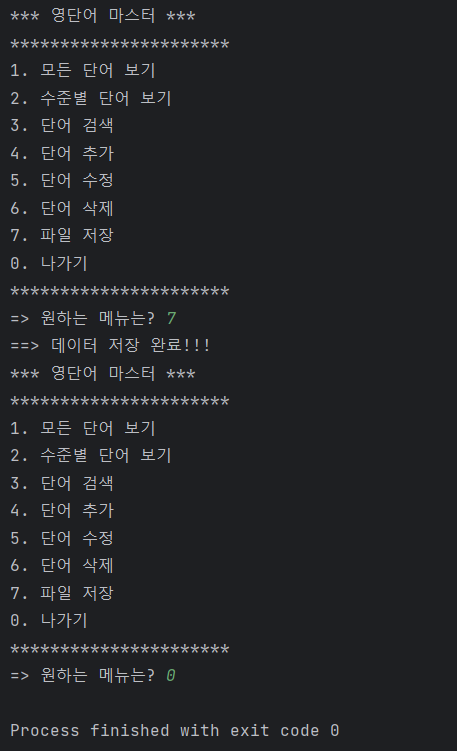 *** 영단어 마스터 ***
**********************
1. 모든 단어 보기
2. 수준별 단어 보기
3. 단어 검색
4. 단어 추가
5. 단어 수정
6. 단어 삭제
7. 파일 저장
0. 나가기
**********************
=> 원하는 메뉴는? 7
==> 데이터 저장 완료!!!
*** 영단어 마스터 ***
**********************
1. 모든 단어 보기
2. 수준별 단어 보기
3. 단어 검색
4. 단어 추가
5. 단어 수정
6. 단어 삭제
7. 파일 저장
0. 나가기
**********************
=> 원하는 메뉴는? 0
Process finished with exit code 0